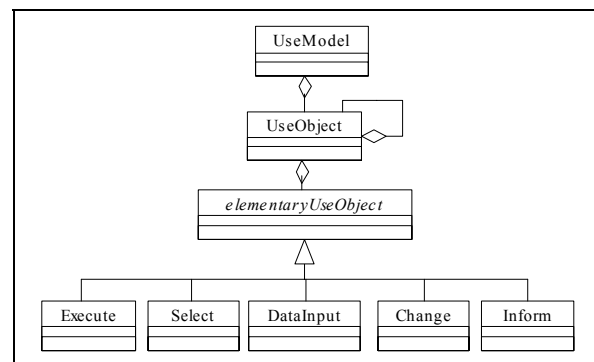 UseModel
UseObject
elementaryUseObject
Execute Select DataInput Change Inform